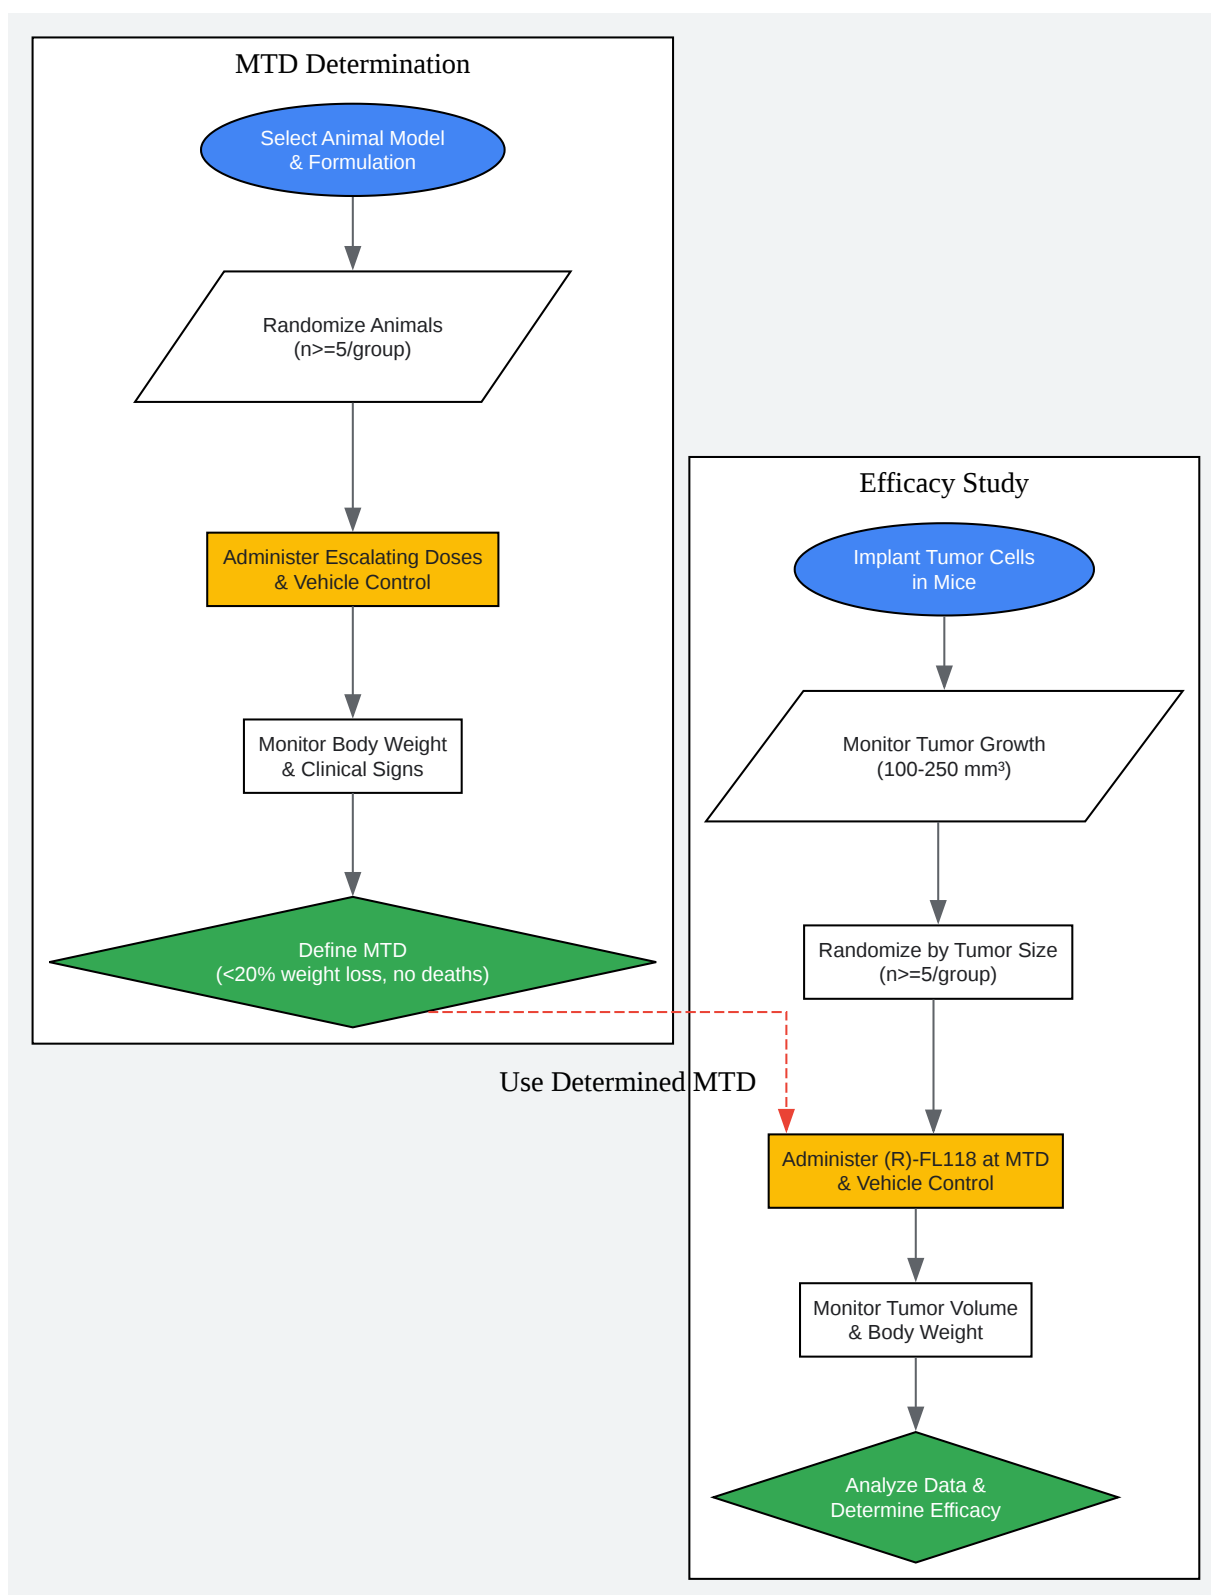 MTD Determination
Select Animal Model
& Formulation
Randomize Animals
(n>=5/group)
Administer Escalating Doses
& Vehicle Control
Monitor Body Weight
& Clinical Signs
Define MTD
(<20% weight loss, no deaths)
Use Determined MTD
Efficacy Study
Implant Tumor Cells
in Mice
Monitor Tumor Growth
(100-250 mm³)
Randomize by Tumor Size
(n>=5/group)
Administer (R)-FL118 at MTD
& Vehicle Control
Monitor Tumor Volume
& Body Weight
Analyze Data &
Determine Efficacy